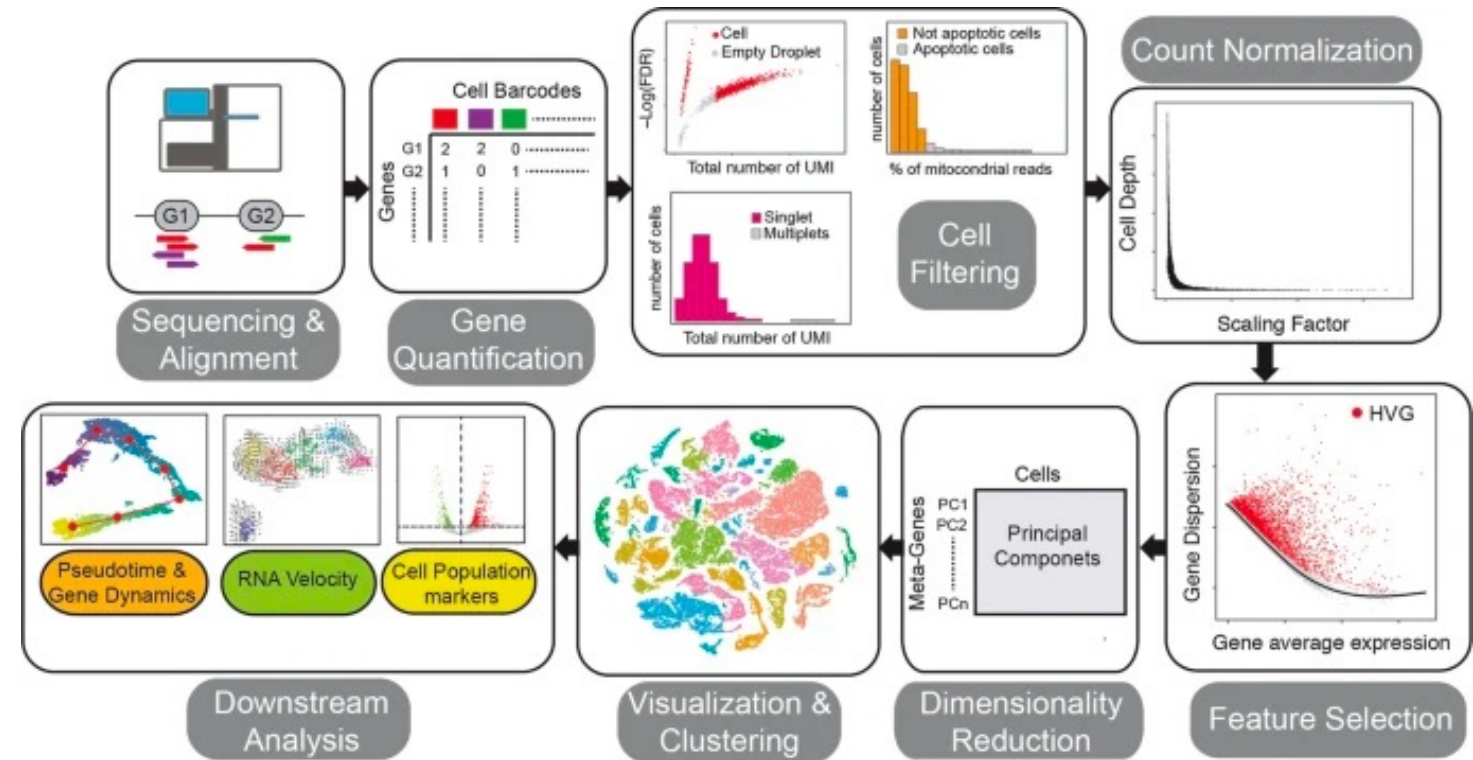 G1
G2
Sequencing &
Alignment
Cell Barcodes
Genes
G1 2 2 0
G2 1 0 1
Gene
Quantification
−Log(FDR)
Cell
Empty Droplet
Total number of UMI
number of cells
Not apoptotic cells
Apoptotic cells
% of mitocondrial reads
number of cells
Singlet
Multiplets
Total number of UMI
Cell
Filtering
Count Normalization
Cell Depth
Scaling Factor
HVG
Gene Dispersion
Gene average expression
Feature Selection
Cells
Meta-Genes
PC1
PC2
PCn
Principal
Componets
Dimensionality
Reduction
Visualization &
Clustering
Pseudotime &
Gene Dynamics
RNA Velocity
Cell Population
markers
Downstream
Analysis